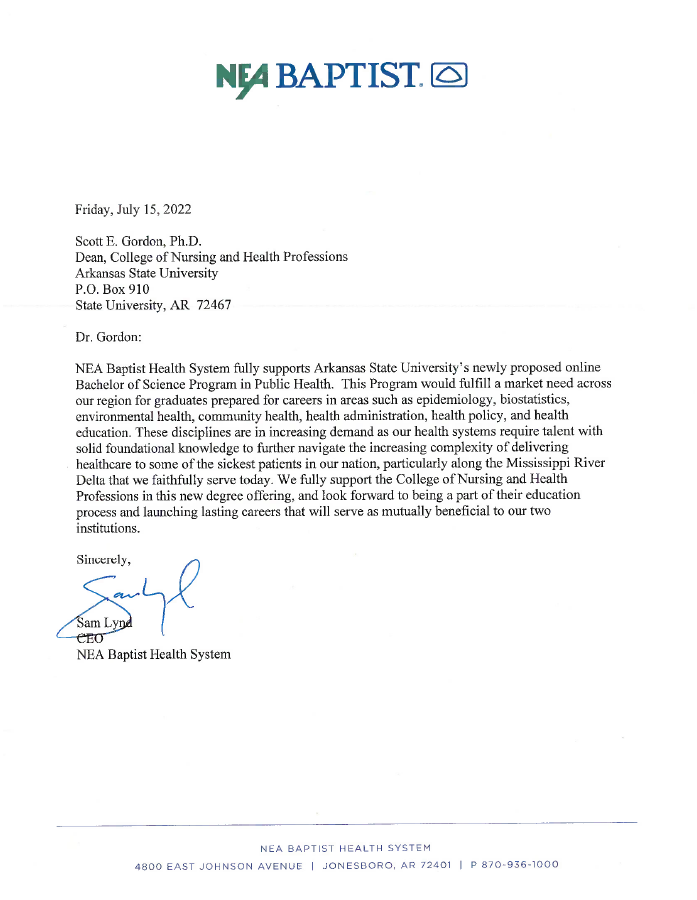 NEA BAPTIST
Friday, July 15, 2022
Scott E. Gordon, Ph.D.
Dean, College of Nursing and Health Professions
Arkansas State University
P.O. Box 910
State University, AR 72467
Dr. Gordon:
NEA Baptist Health System fully supports Arkansas State University's newly proposed online
Bachelor of Science Program in Public Health. This Program would fulfill a market need across
our region for graduates prepared for careers in areas such as epidemiology, biostatistics,
environmental health, community health, health administration, health policy, and health
education. These disciplines are in increasing demand as our health systems require talent with
solid foundational knowledge to further navigate the increasing complexity of delivering
healthcare to some of the sickest patients in our nation, particularly along the Mississippi River
Delta that we faithfully serve today. We fully support the College of Nursing and Health
Professions in this new degree offering, and look forward to being a part of their education
process and launching lasting careers that will serve as mutually beneficial to our two
institutions.
Sincerely,
Sam Lynd
CEO
NEA Baptist Health System
NEA BAPTIST HEALTH SYSTEM
4800 EAST JOHNSON AVENUE | JONESBORO, AR 72401 | P 870-936-1000